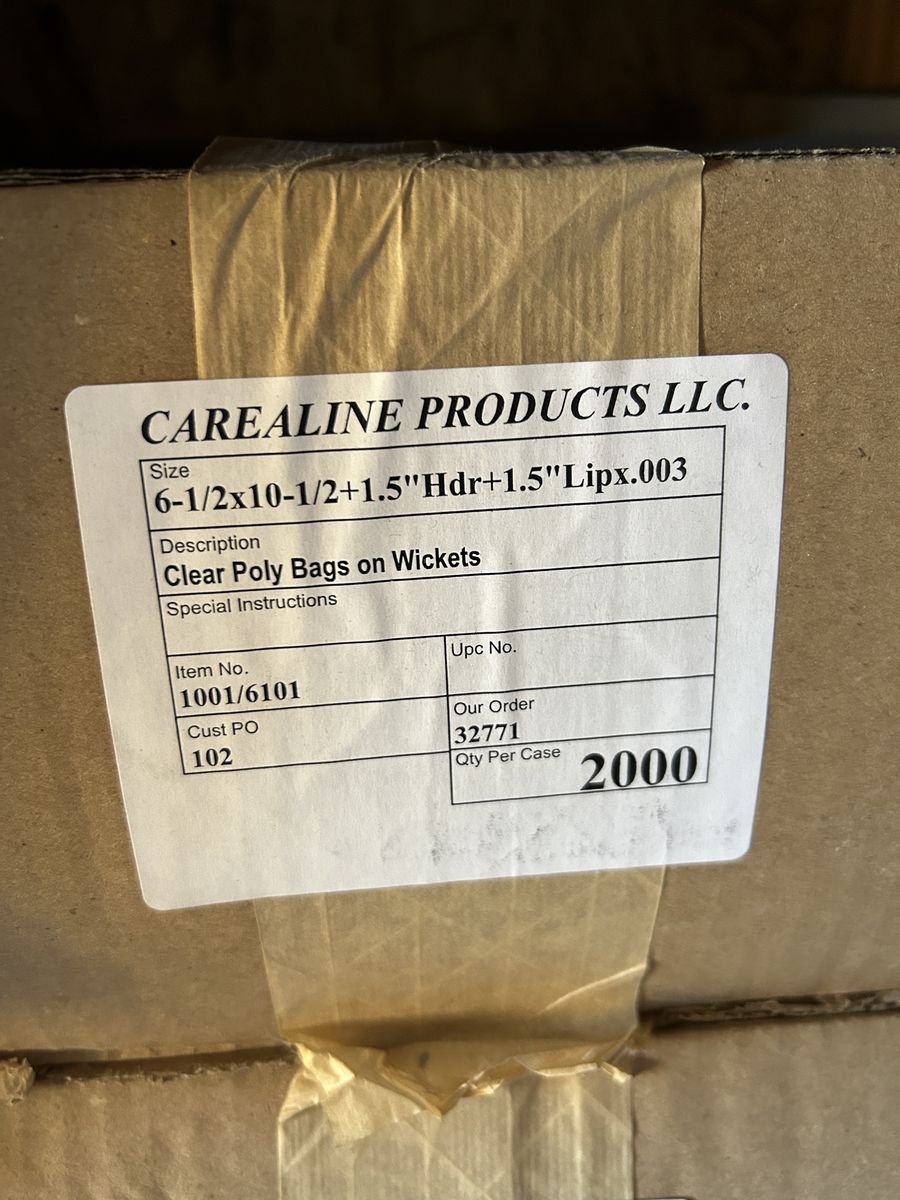 CAREALINE PRODUCTS LLC.
Size
6-1/2x10-1/2+1.5"Hdr+1.5"Lipx.003
Description
Clear Poly Bags on Wickets
Special Instructions
Item No.
1001/6101
Upc No.
Cust PO
102
Our Order
32771
Qty Per Case
2000